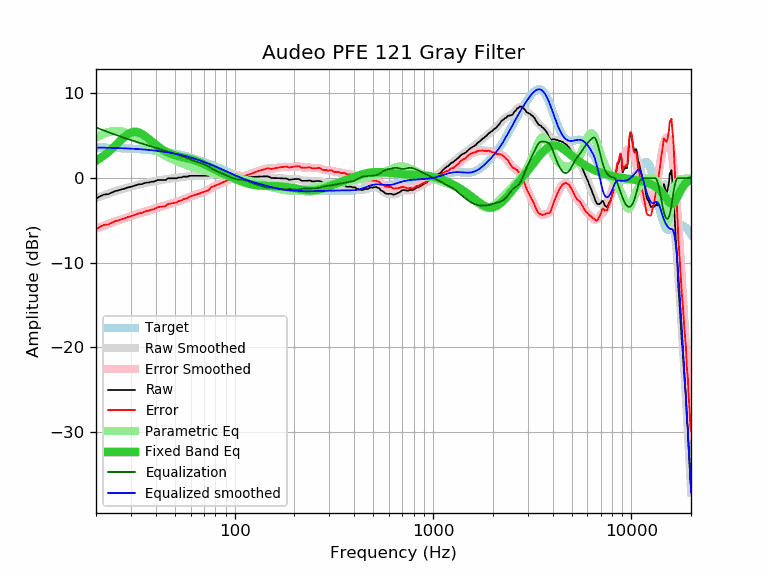 Audeo PFE 121 Gray Filter
10
0
−10
−20
−30
Amplitude (dBr)
Target
Raw Smoothed
Error Smoothed
Raw
Error
Parametric Eq
Fixed Band Eq
Equalization
Equalized smoothed
100
1000
10000
Frequency (Hz)